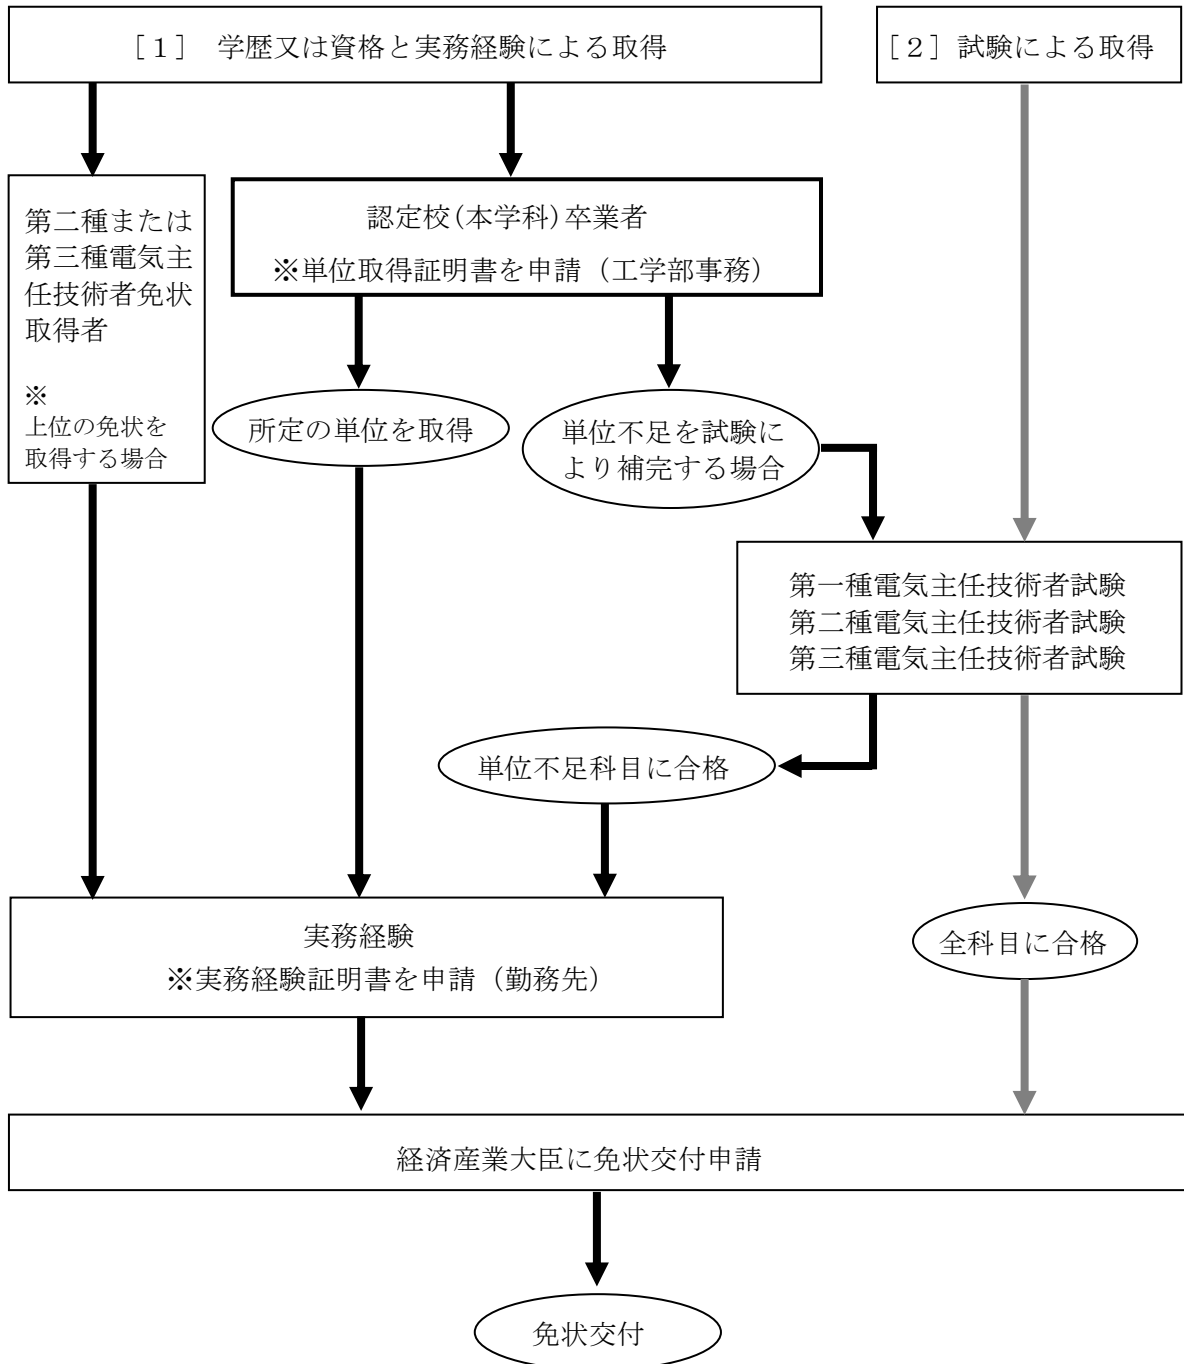 ［１］ 学歴又は資格と実務経験による取得
［２］試験による取得
第二種または
第三種電気主
任技術者免状
取得者
※
上位の免状を
取得する場合
認定校(本学科)卒業者
※単位取得証明書を申請（工学部事務）
所定の単位を取得
単位不足を試験に
より補完する場合
第一種電気主任技術者試験
第二種電気主任技術者試験
第三種電気主任技術者試験
単位不足科目に合格
実務経験
※実務経験証明書を申請（勤務先）
全科目に合格
経済産業大臣に免状交付申請
免状交付